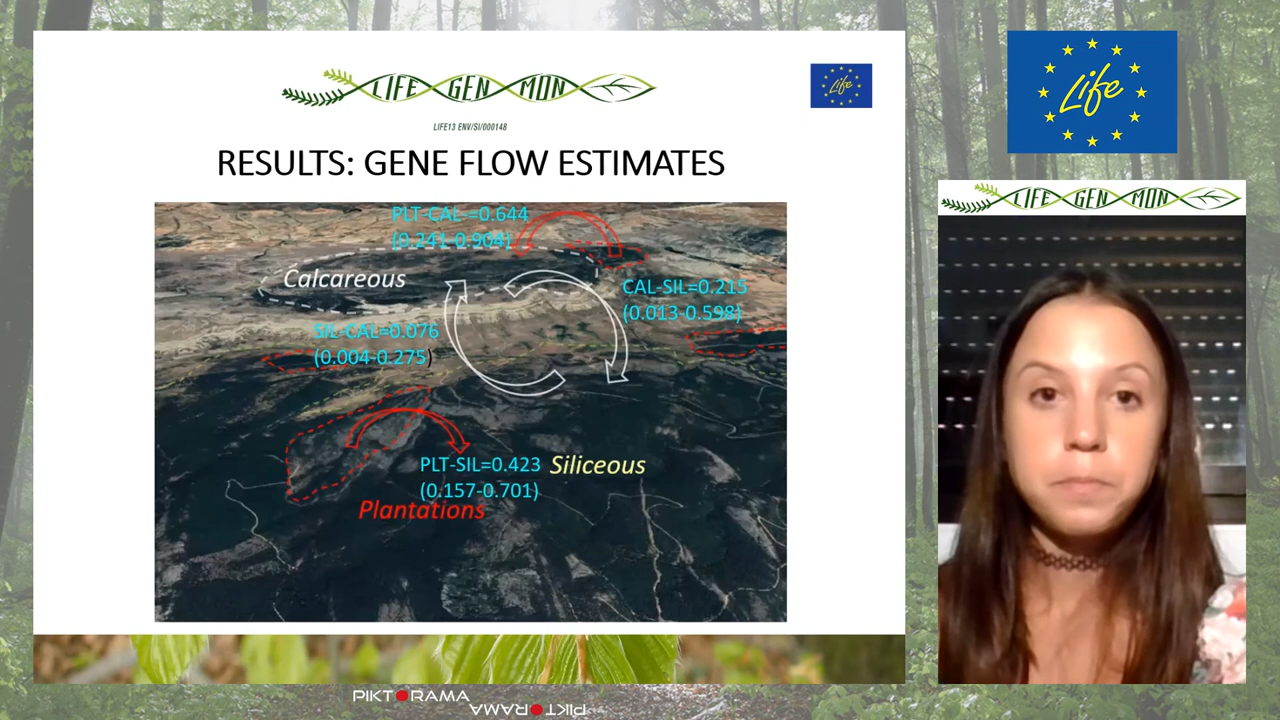 LIFE GEN MON
LIFE13 ENV/SI/000148
Life
RESULTS: GENE FLOW ESTIMATES
PLT-CAL-=0.644
(0.241-0.904)
Calcareous
CAL-SIL=0.215
(0.013-0.598)
SIL-CAL=0.076
(0.004-0.275)
PLT-SIL=0.423
(0.157-0.701)
Siliceous
Plantations
Life
LIFE GEN MON
PIKTORAMA
PIKTORAMA